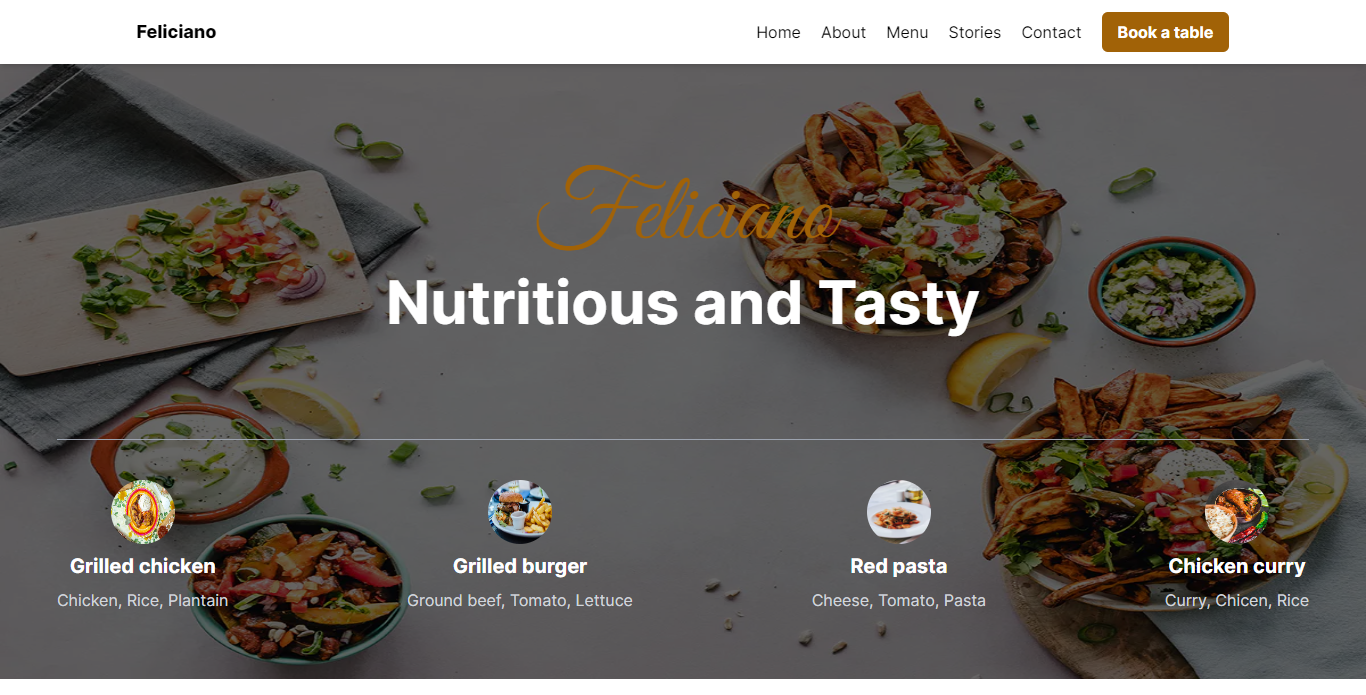 Feliciano
Home About Menu Stories Contact Book a table
Feliciano
Nutritious and Tasty
Grilled chicken
Chicken, Rice, Plantain
Grilled burger
Ground beef, Tomato, Lettuce
Red pasta
Cheese, Tomato, Pasta
Chicken curry
Curry, Chicen, Rice